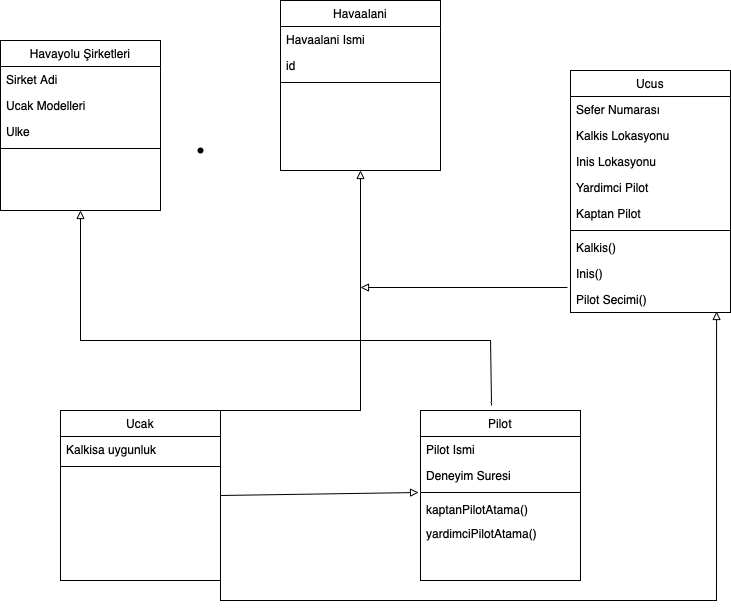 Havaalani
Havaalani Ismi
id
Havayolu Şirketleri
Sirket Adi
Ucak Modelleri
Ulke
Ucus
Sefer Numarası
Kalkis Lokasyonu
Inis Lokasyonu
Yardimci Pilot
Kaptan Pilot
Kalkis()
Inis()
Pilot Secimi()
Ucak
Kalkisa uygunluk
Pilot
Pilot Ismi
Deneyim Suresi
kaptanPilotAtama()
yardimciPilotAtama()